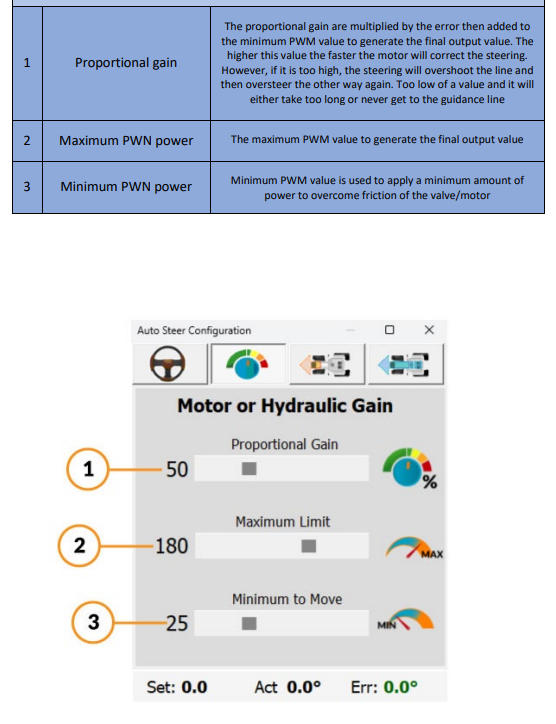 1
Proportional gain
The proportional gain are multiplied by the error then added to
the minimum PWM value to generate the final output value. The
higher this value the faster the motor will correct the steering.
However, if it is too high, the steering will overshoot the line and
then oversteer the other way again. Too low of a value and it will
either take too long or never get to the guidance line
2
Maximum PWN power
The maximum PWM value to generate the final output value
3
Minimum PWN power
Minimum PWM value is used to apply a minimum amount of
power to overcome friction of the valve/motor
Auto Steer Configuration
Motor or Hydraulic Gain
Proportional Gain
1
50
%
Maximum Limit
2
180
MAX
Minimum to Move
3
25
MIN
Set: 0.0 Act 0.0° Err: 0.0°